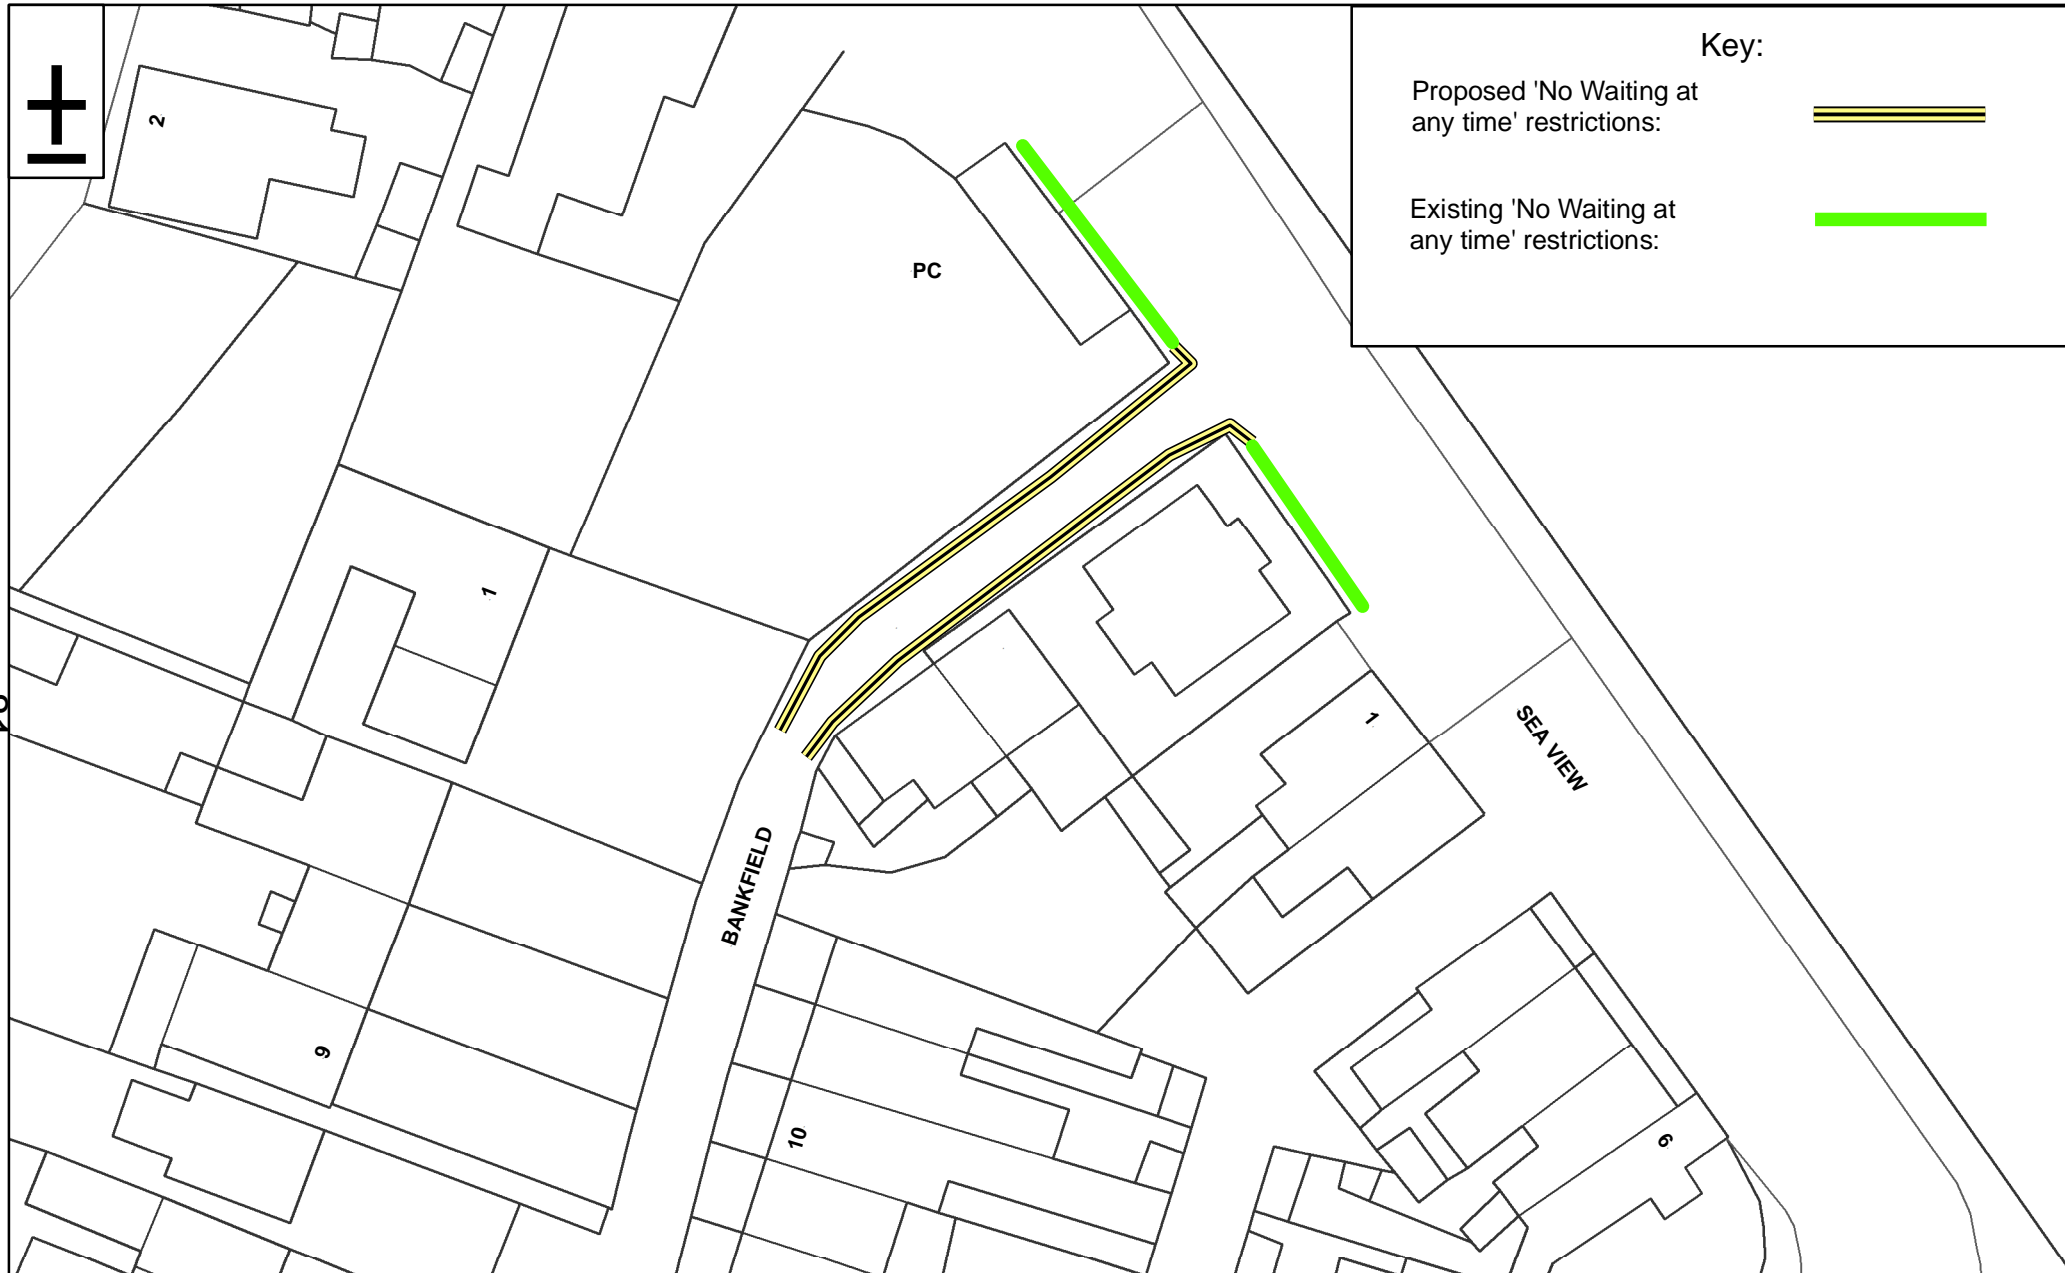 Key:
Proposed 'No Waiting at
any time' restrictions:
Existing 'No Waiting at
any time' restrictions:
2
PC
1
1
SEA VIEW
BANKFIELD
9
10
6